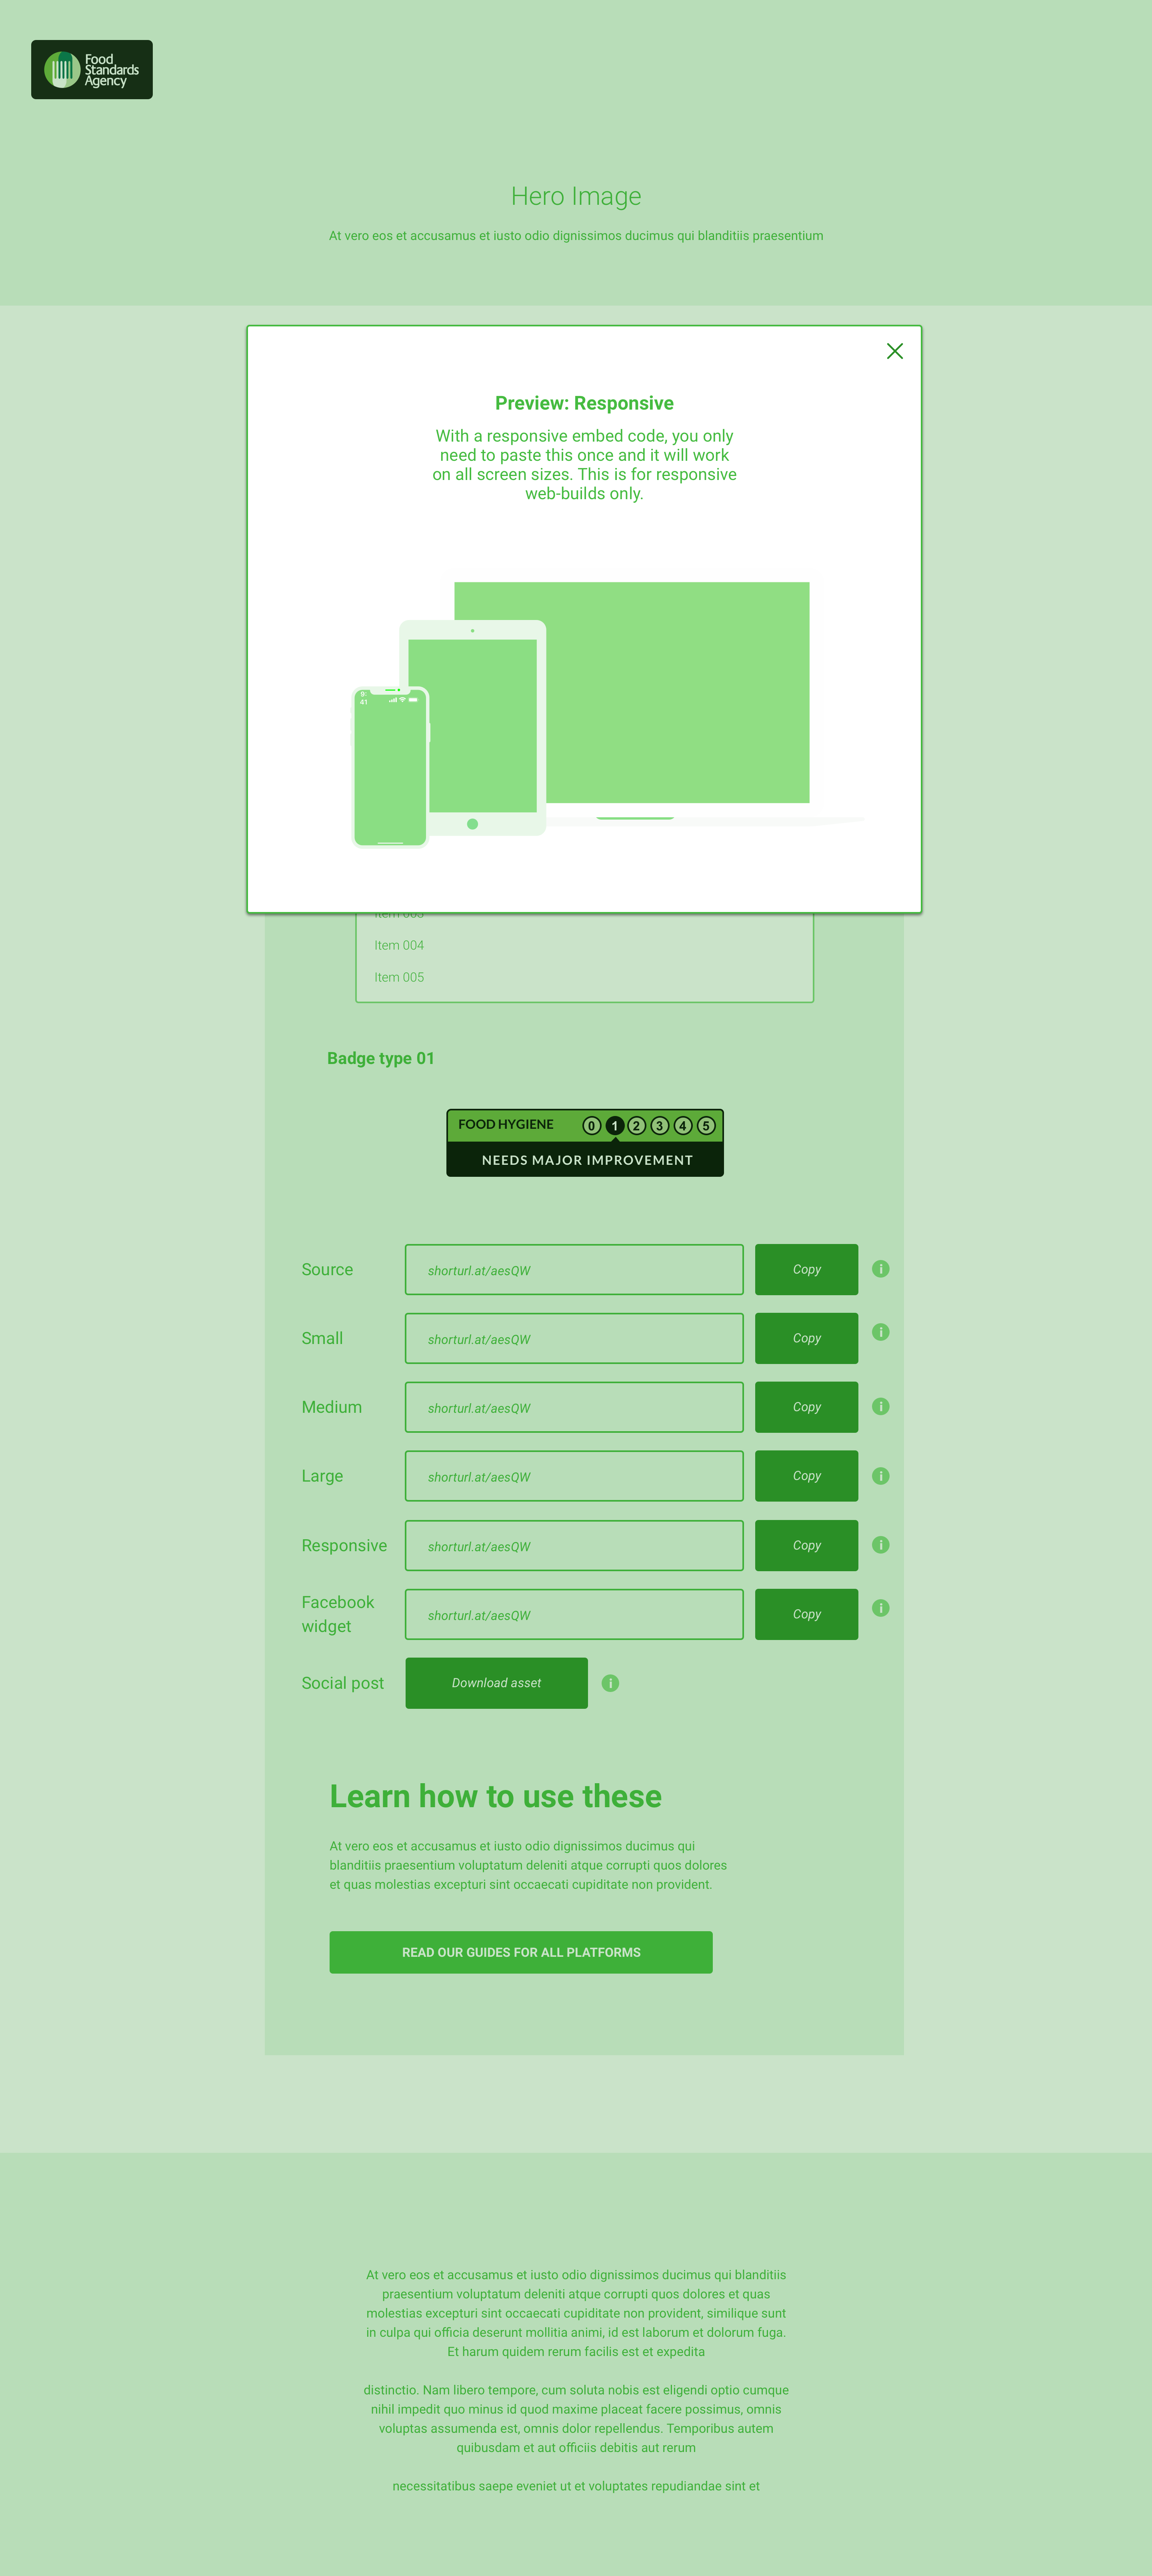 Food
Standards
Agency
Hero Image
At vero eos et accusamus et iusto odio dignissimos ducimus qui blanditiis praesentium
Preview: Responsive
With a responsive embed code, you only
need to paste this once and it will work
on all screen sizes. This is for responsive
web-builds only.
9:
41
Item 003
Item 004
Item 005
Badge type 01
FOOD HYGIENE 0 1 2 3 4 5
NEEDS MAJOR IMPROVEMENT
Source shorturl.at/aesQW Copy i
Small shorturl.at/aesQW Copy i
Medium shorturl.at/aesQW Copy i
Large shorturl.at/aesQW Copy i
Responsive shorturl.at/aesQW Copy i
Facebook
widget shorturl.at/aesQW Copy i
Social post Download asset i
Learn how to use these
At vero eos et accusamus et iusto odio dignissimos ducimus qui
blanditiis praesentium voluptatum deleniti atque corrupti quos dolores
et quas molestias excepturi sint occaecati cupiditate non provident.
READ OUR GUIDES FOR ALL PLATFORMS
At vero eos et accusamus et iusto odio dignissimos ducimus qui blanditiis
praesentium voluptatum deleniti atque corrupti quos dolores et quas
molestias excepturi sint occaecati cupiditate non provident, similique sunt
in culpa qui officia deserunt mollitia animi, id est laborum et dolorum fuga.
Et harum quidem rerum facilis est et expedita
distinctio. Nam libero tempore, cum soluta nobis est eligendi optio cumque
nihil impedit quo minus id quod maxime placeat facere possimus, omnis
voluptas assumenda est, omnis dolor repellendus. Temporibus autem
quibusdam et aut officiis debitis aut rerum
necessitatibus saepe eveniet ut et voluptates repudiandae sint et